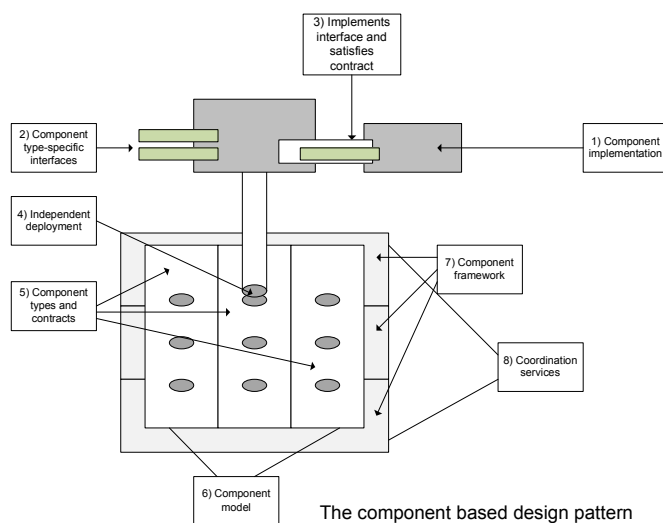 3) Implements
interface and
satisfies
contract
2) Component
type-specific
interfaces
1) Component
implementation
4) Independent
deployment
5) Component
types and
contracts
7) Component
framework
8) Coordination
services
6) Component
model
The component based design pattern